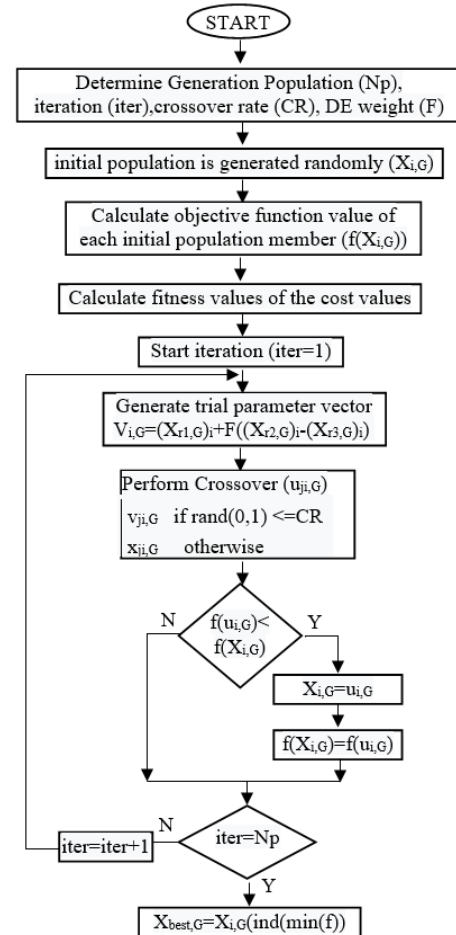 START
Determine Generation Population (Np),
iteration (iter),crossover rate (CR), DE weight (F)
initial population is generated randomly (Xi,G)
Calculate objective function value of
each initial population member (f(Xi,G))
Calculate fitness values of the cost values
Start iteration (iter=1)
Generate trial parameter vector
Vi,G=(Xr1,G)i+F((Xr2,G)i-(Xr3,G)i)
Perform Crossover (uji,G)
vji,G if rand(0,1) <=CR
xji,G otherwise
N
f(ui,G)<
f(Xi,G)
Y
Xi,G=ui,G
f(Xi,G)=f(ui,G)
iter=iter+1
N
iter=Np
Y
Xbest,G=Xi,G(ind(min(f))